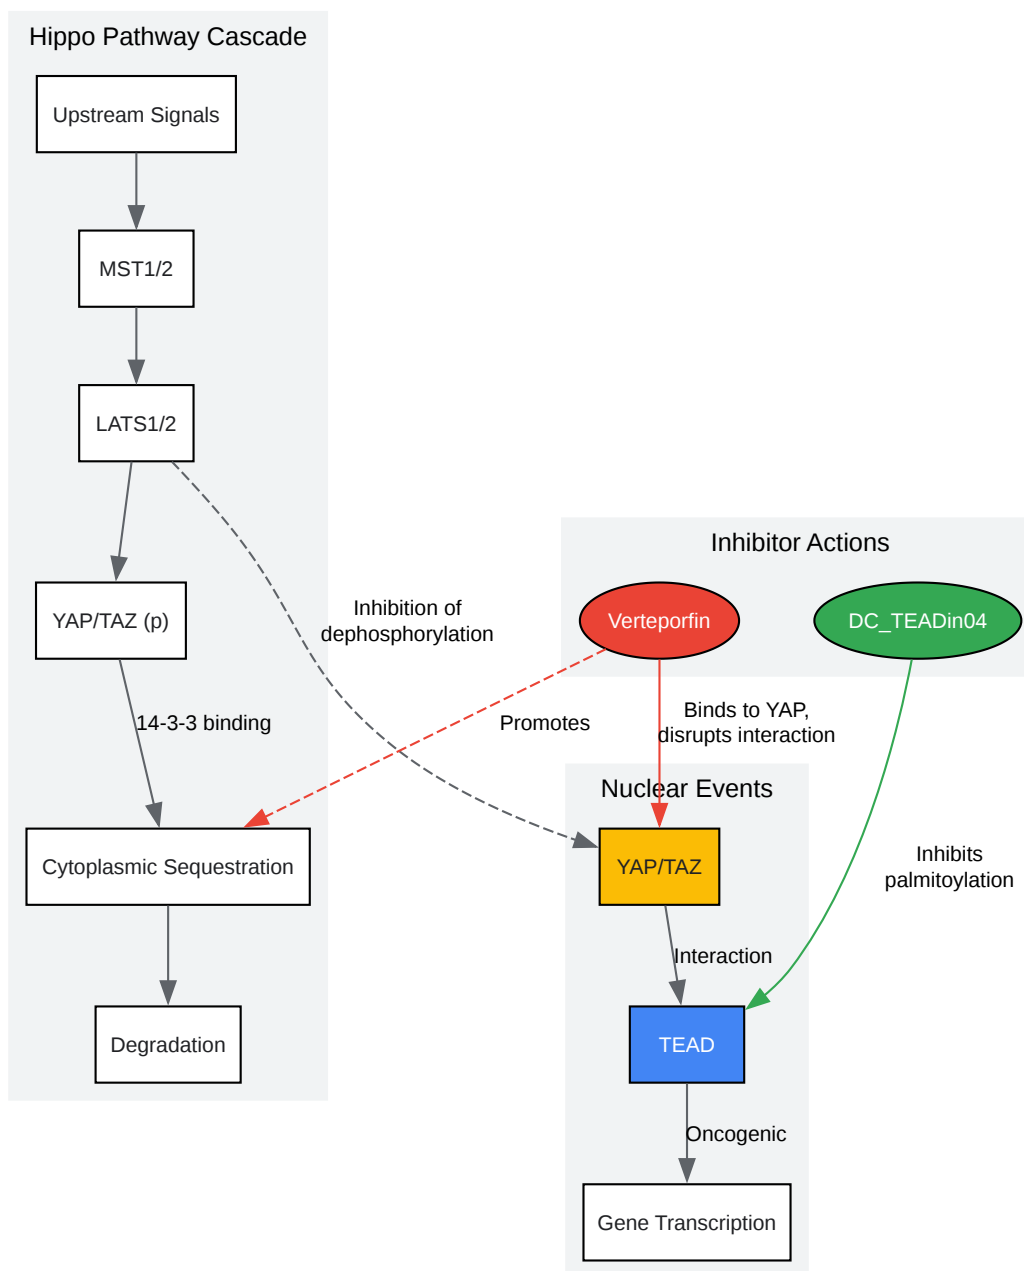 Hippo Pathway Cascade
Upstream Signals
MST1/2
LATS1/2
Inhibitor Actions
Verteporfin
DC_TEADin04
YAP/TAZ (p)
Inhibition of
dephosphorylation
14-3-3 binding
Promotes
Binds to YAP,
disrupts interaction
Nuclear Events
Cytoplasmic Sequestration
YAP/TAZ
Inhibits
palmitoylation
Interaction
Degradation
TEAD
Oncogenic
Gene Transcription